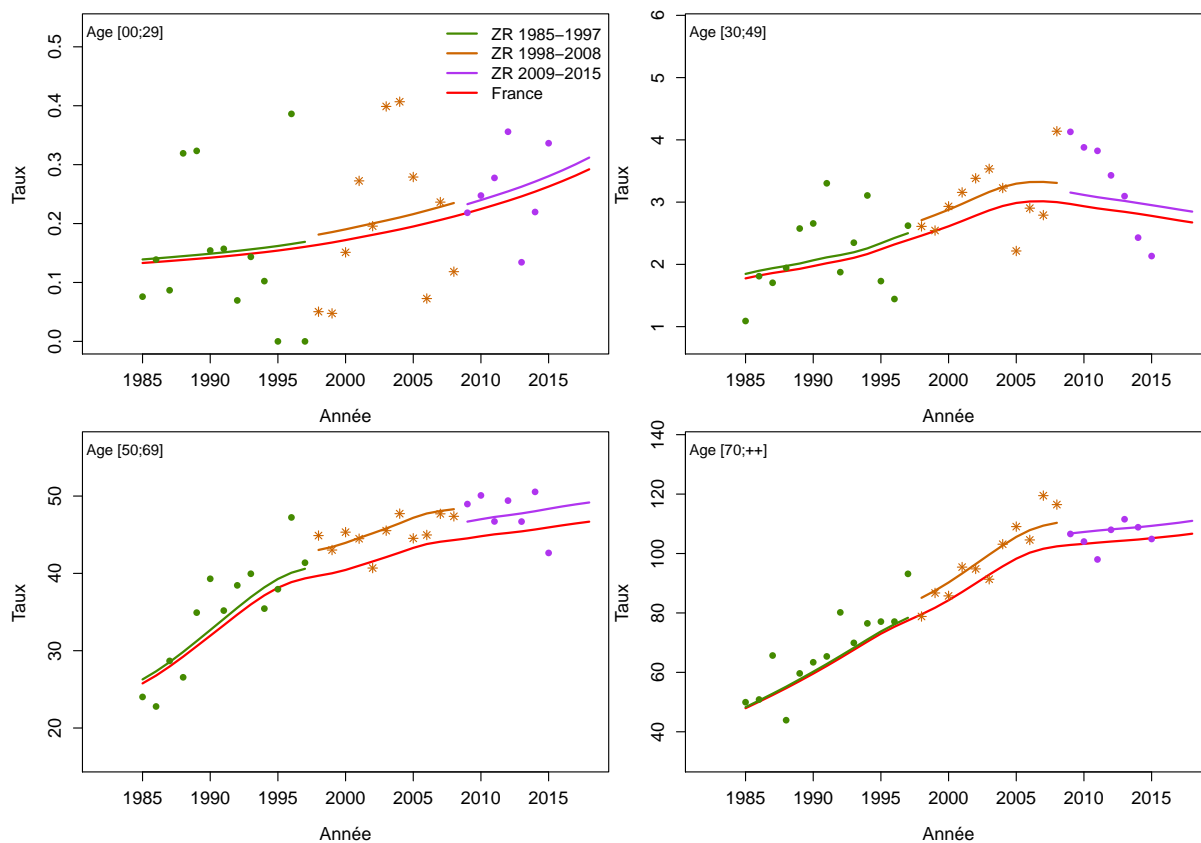 Age [00;29]
ZR 1985−1997
ZR 1998−2008
ZR 2009−2015
France
Taux
0.0
0.1
0.2
0.3
0.4
0.5
1985 1990 1995 2000 2005 2010 2015
Année
Age [30;49]
Taux
1
2
3
4
5
6
1985 1990 1995 2000 2005 2010 2015
Année
Age [50;69]
Taux
20
30
40
50
1985 1990 1995 2000 2005 2010 2015
Année
Age [70;++]
Taux
40
60
80
100
120
140
1985 1990 1995 2000 2005 2010 2015
Année